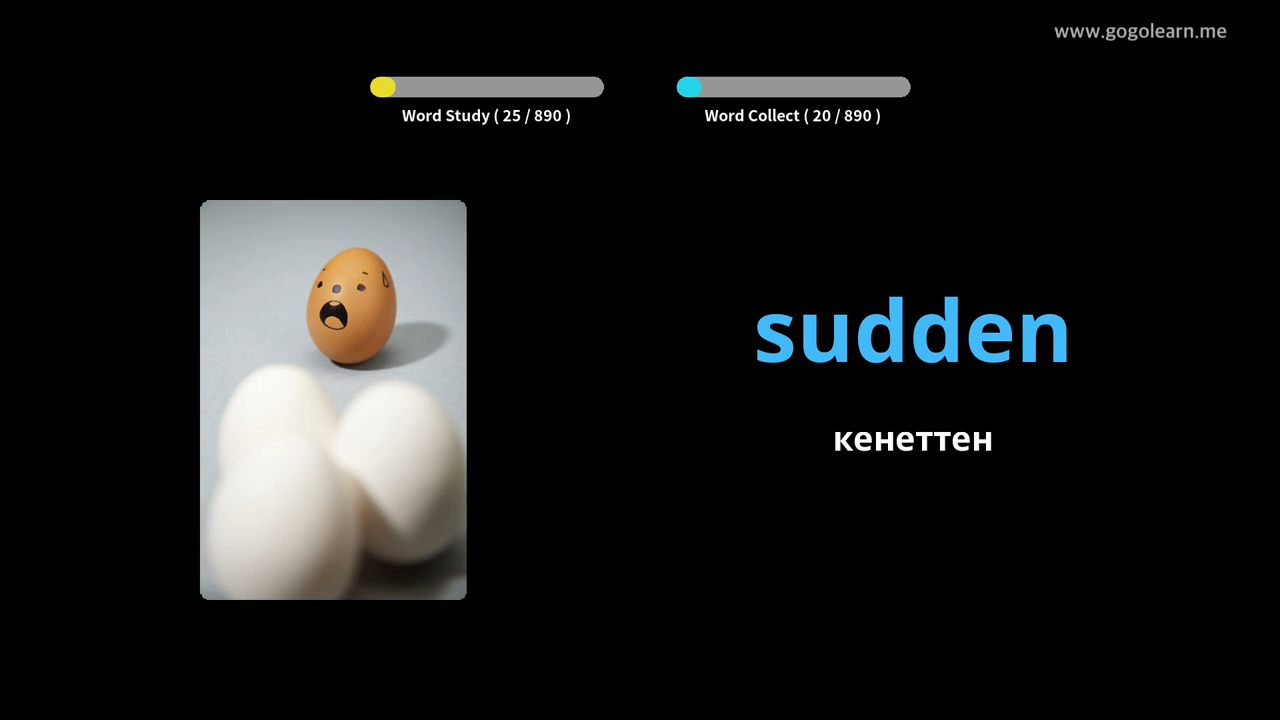 www.gogolearn.me
Word Study ( 25 / 890 )
Word Collect ( 20 / 890 )
sudden
кенеттен